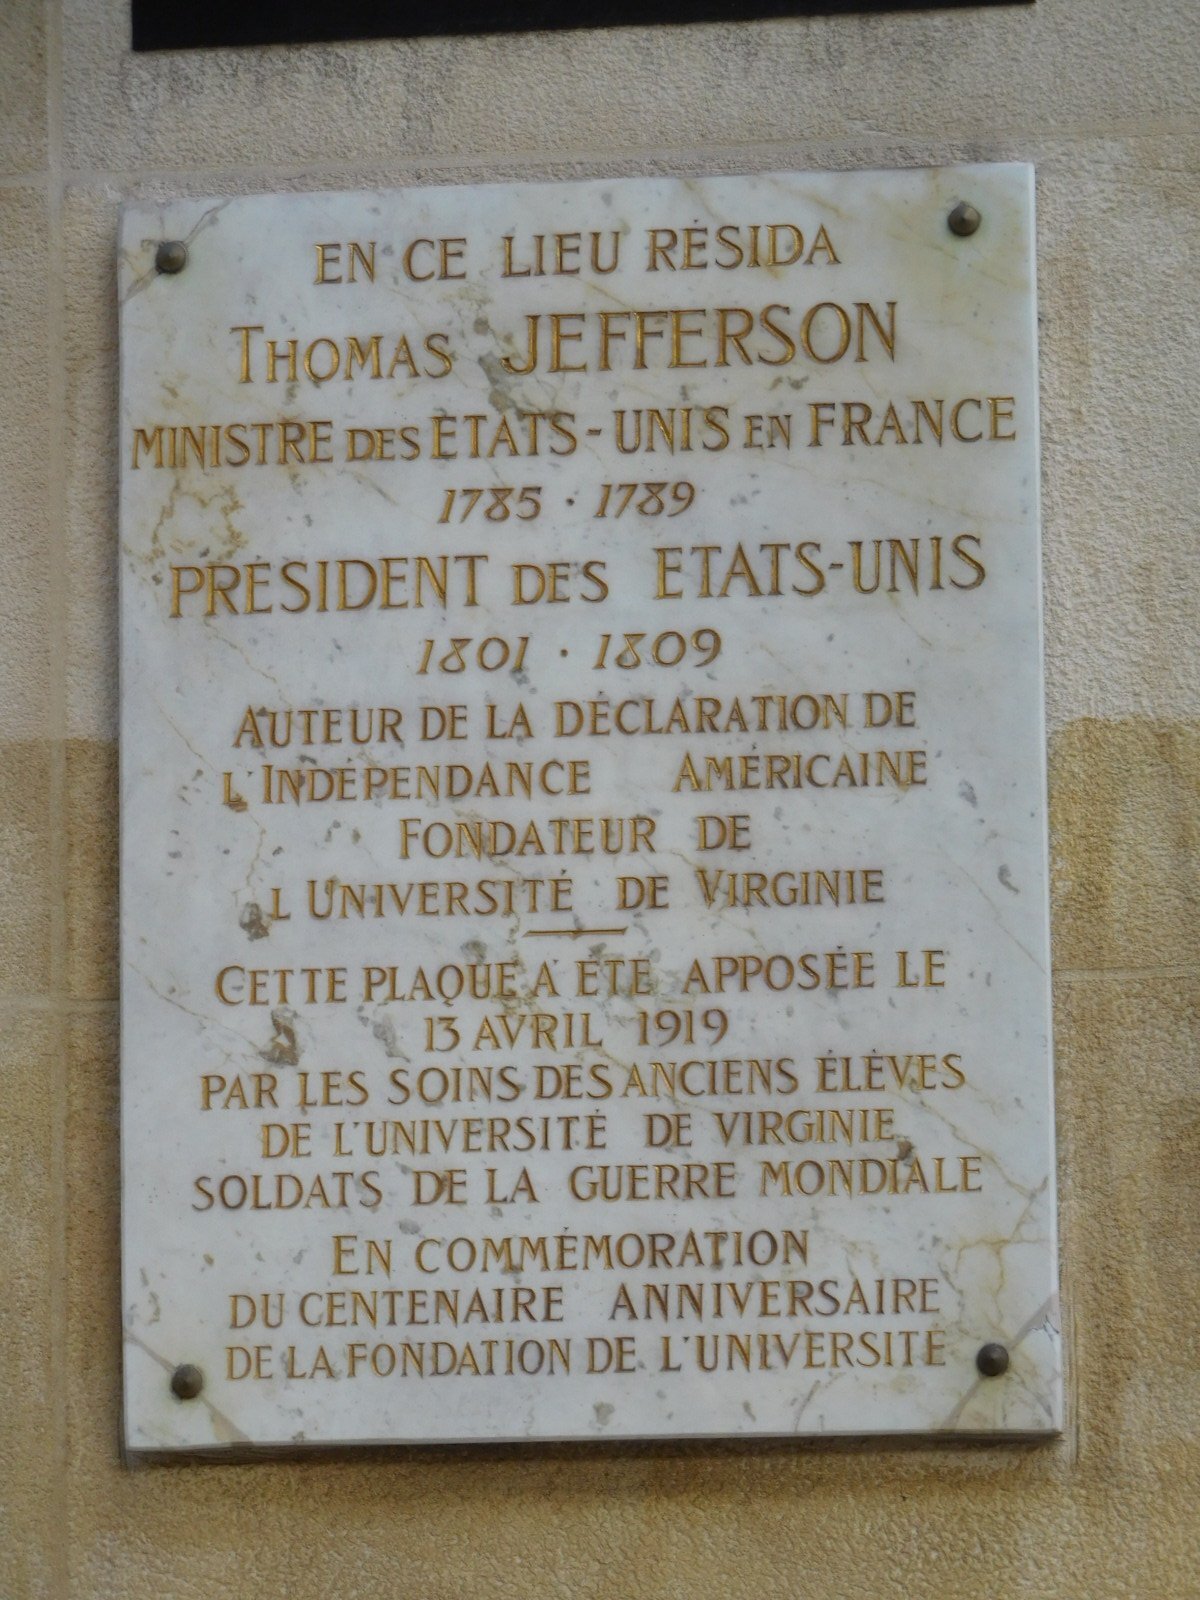 EN CE LIEU RÉSIDA
THOMAS JEFFERSON
MINISTRE DES ÉTATS-UNIS EN FRANCE
1785 · 1789
PRÉSIDENT DES ETATS-UNIS
1801 · 1809
AUTEUR DE LA DÉCLARATION DE
L'INDÉPENDANCE AMÉRICAINE
FONDATEUR DE
L UNIVERSITÉ DE VIRGINIE
CETTE PLAQUE A ÉTÉ APPOSÉE LE
13 AVRIL 1919
PAR LES SOINS DES ANCIENS ÉLÈVES
DE L'UNIVERSITÉ DE VIRGINIE
SOLDATS DE LA GUERRE MONDIALE
EN COMMÉMORATION
DU CENTENAIRE ANNIVERSAIRE
DE LA FONDATION DE L'UNIVERSITÉ